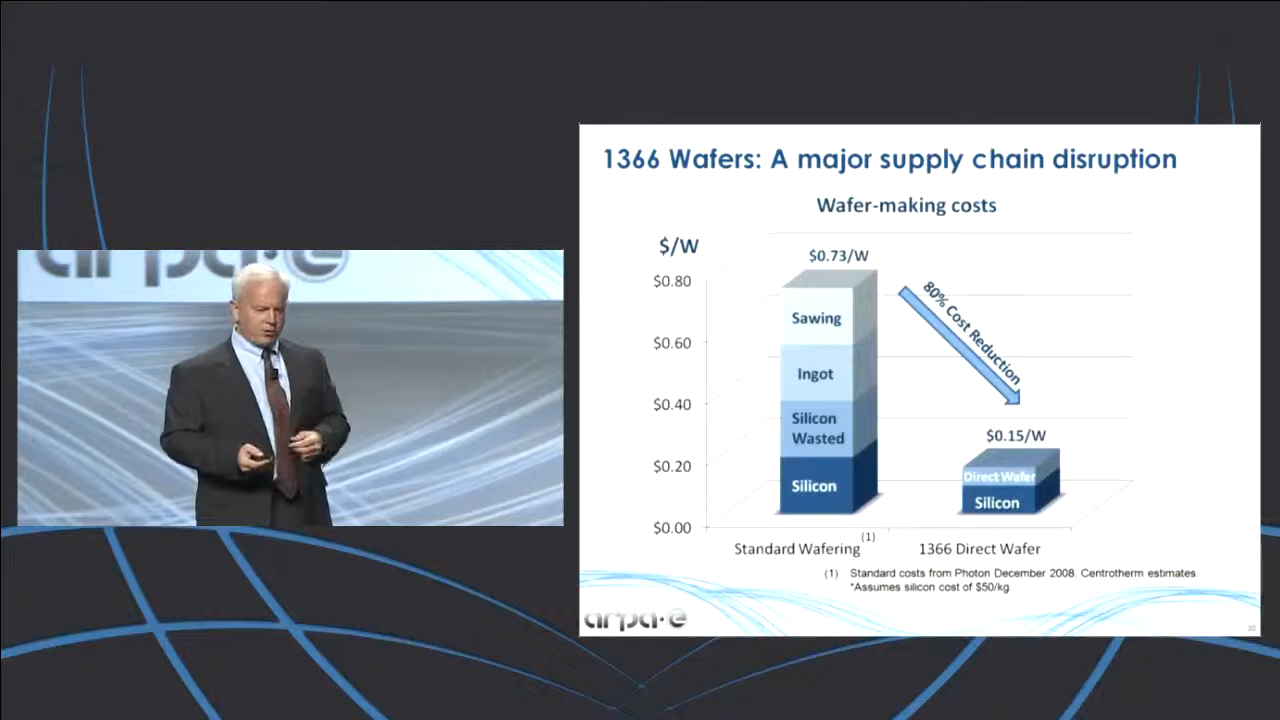 arpa-e
1366 Wafers: A major supply chain disruption
Wafer-making costs
$/W
$0.80
$0.60
$0.40
$0.20
$0.00
$0.73/W
Sawing
Ingot
Silicon
Wasted
Silicon
80% Cost Reduction
$0.15/W
Direct Wafer
Silicon
Standard Wafering (1)
1366 Direct Wafer
(1) Standard costs from Photon December 2008. Centrotherm estimates
*Assumes silicon cost of $50/kg
arpa·e
20